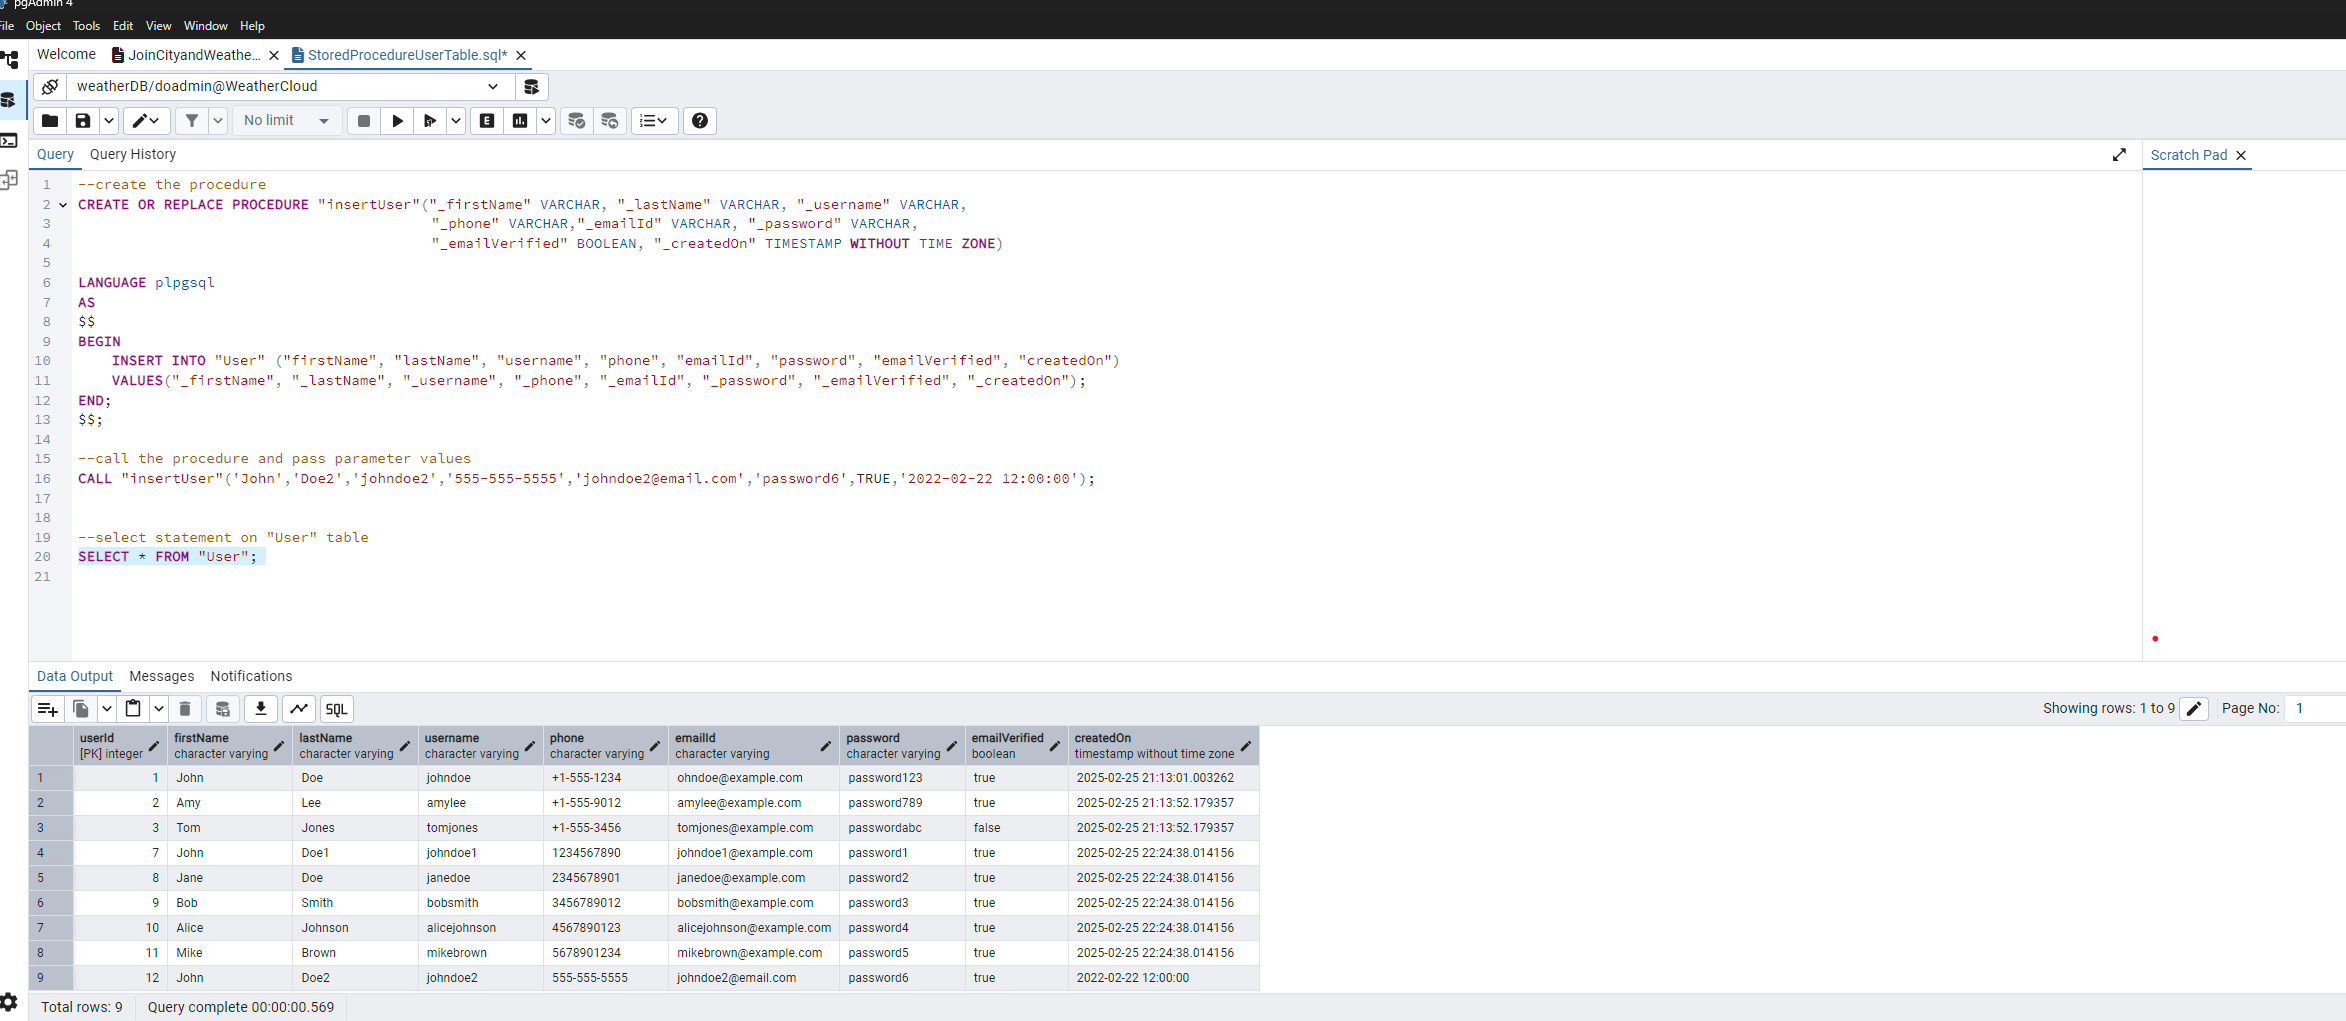 pgAdmin 4
File Object Tools Edit View Window Help
Welcome JoinCityandWeathe... StoredProcedureUserTable.sql*
weatherDB/doadmin@WeatherCloud
No limit E
Query Query History Scratch Pad
1 --create the procedure
2 CREATE OR REPLACE PROCEDURE "insertUser"("_firstName" VARCHAR, "_lastName" VARCHAR, "_username" VARCHAR,
3 "_phone" VARCHAR,"_emailId" VARCHAR, "_password" VARCHAR,
4 "_emailVerified" BOOLEAN, "_createdOn" TIMESTAMP WITHOUT TIME ZONE)
5
6 LANGUAGE plpgsql
7 AS
8 $$
9 BEGIN
10 INSERT INTO "User" ("firstName", "lastName", "username", "phone", "emailId", "password", "emailVerified", "createdOn")
11 VALUES("_firstName", "_lastName", "_username", "_phone", "_emailId", "_password", "_emailVerified", "_createdOn");
12 END;
13 $$;
14
15 --call the procedure and pass parameter values
16 CALL "insertUser"('John','Doe2','johndoe2','555-555-5555','johndoe2@email.com','password6',TRUE,'2022-02-22 12:00:00');
17
18
19 --select statement on "User" table
20 SELECT * FROM "User";
21
Data Output Messages Notifications
SQL Showing rows: 1 to 9 Page No: 1
userId firstName lastName username phone emailId password emailVerified createdOn
[PK] integer character varying character varying character varying character varying character varying character varying boolean timestamp without time zone
1 1 John Doe johndoe +1-555-1234 ohndoe@example.com password123 true 2025-02-25 21:13:01.003262
2 2 Amy Lee amylee +1-555-9012 amylee@example.com password789 true 2025-02-25 21:13:52.179357
3 3 Tom Jones tomjones +1-555-3456 tomjones@example.com passwordabc false 2025-02-25 21:13:52.179357
4 7 John Doe1 johndoe1 1234567890 johndoe1@example.com password1 true 2025-02-25 22:24:38.014156
5 8 Jane Doe janedoe 2345678901 janedoe@example.com password2 true 2025-02-25 22:24:38.014156
6 9 Bob Smith bobsmith 3456789012 bobsmith@example.com password3 true 2025-02-25 22:24:38.014156
7 10 Alice Johnson alicejohnson 4567890123 alicejohnson@example.com password4 true 2025-02-25 22:24:38.014156
8 11 Mike Brown mikebrown 5678901234 mikebrown@example.com password5 true 2025-02-25 22:24:38.014156
9 12 John Doe2 johndoe2 555-555-5555 johndoe2@email.com password6 true 2022-02-22 12:00:00
Total rows: 9 Query complete 00:00:00.569